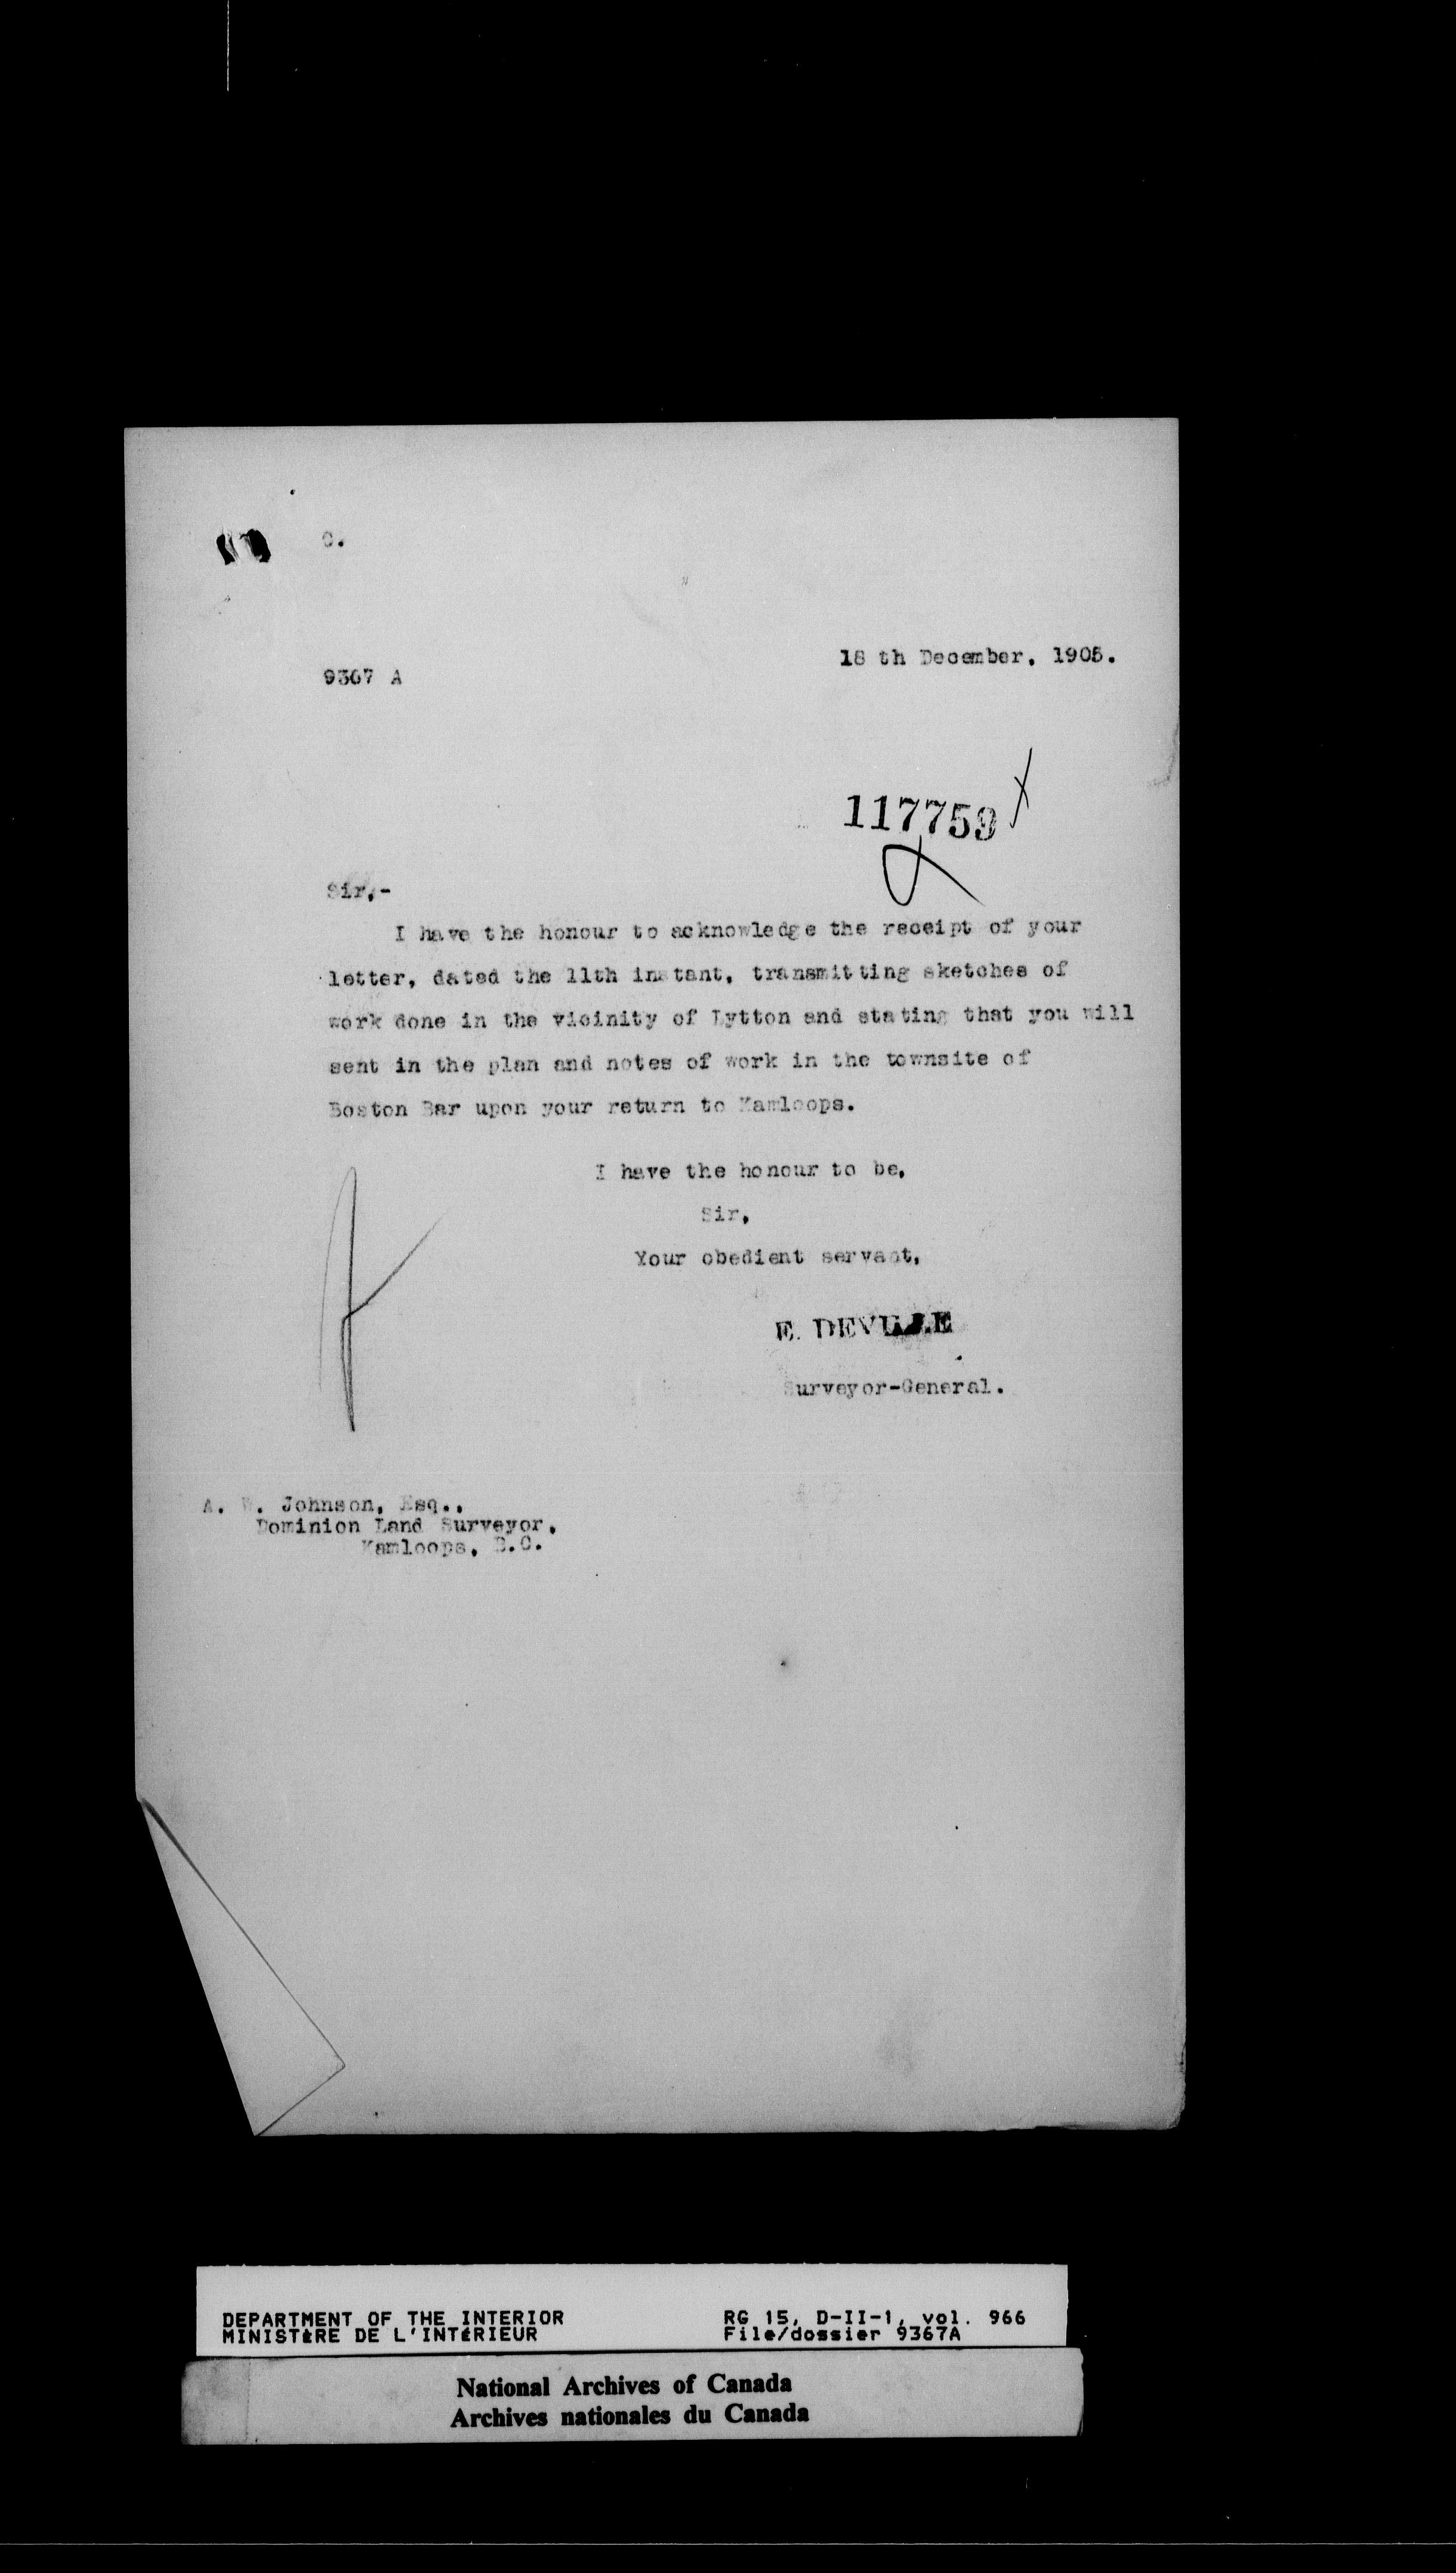 C.
18 th December, 1905.
9367 A
117759
Sir,-
I have the honour to acknowledge the receipt of your
letter, dated the 11th instant, transmitting sketches of
work done in the vicinity of Lytton and stating that you will
sent in the plan and notes of work in the townsite of
Boston Bar upon your return to Kamloops.
I have the honour to be,
Sir,
Your obedient servant,
E. DEVILLE
Surveyor-General.
A. W. Johnson, Esq.,
Dominion Land Surveyor,
Kamloops, B.C.
DEPARTMENT OF THE INTERIOR
MINISTÈRE DE L'INTÉRIEUR
RG 15, D-II-1, vol. 966
File/dossier 9367A
National Archives of Canada
Archives nationales du Canada